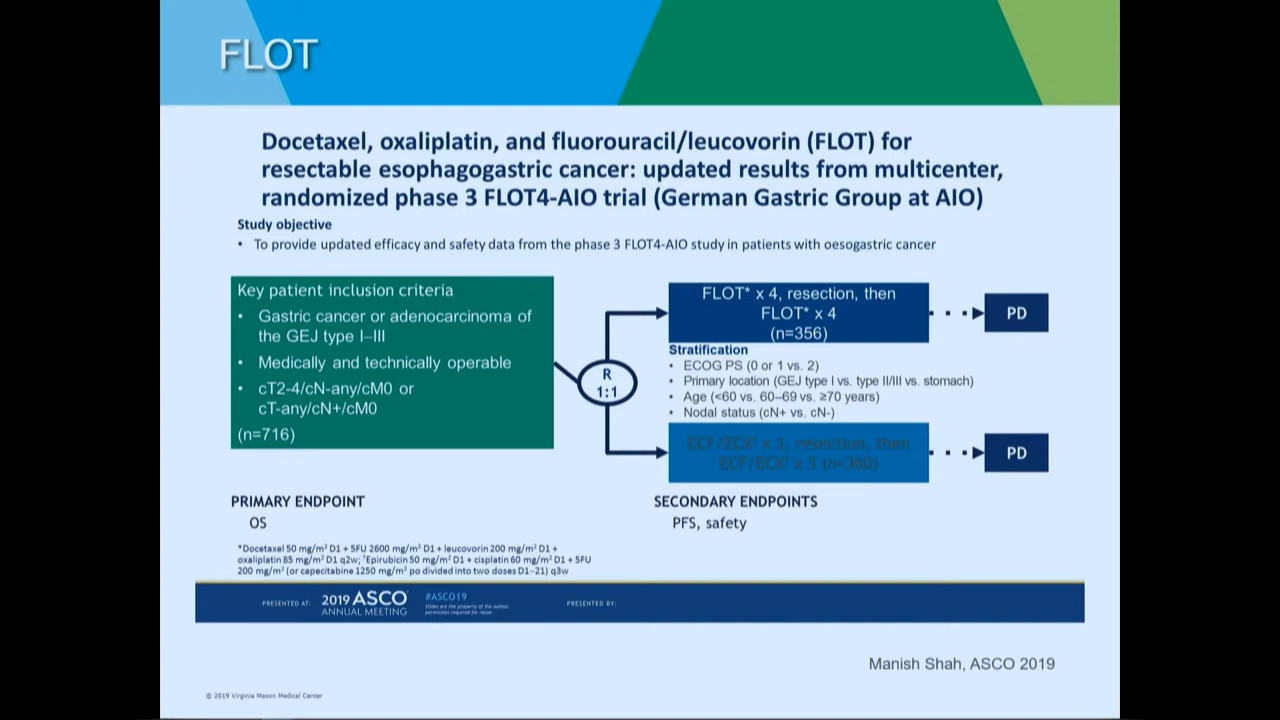 FLOT
Docetaxel, oxaliplatin, and fluorouracil/leucovorin (FLOT) for
resectable esophagogastric cancer: updated results from multicenter,
randomized phase 3 FLOT4-AIO trial (German Gastric Group at AIO)
Study objective
• To provide updated efficacy and safety data from the phase 3 FLOT4-AIO study in patients with oesogastric cancer
Key patient inclusion criteria
• Gastric cancer or adenocarcinoma of
the GEJ type I–III
• Medically and technically operable
• cT2-4/cN-any/cM0 or
cT-any/cN+/cM0
(n=716)
R
1:1
FLOT* x 4, resection, then
FLOT* x 4
(n=356)
PD
Stratification
• ECOG PS (0 or 1 vs. 2)
• Primary location (GEJ type I vs. type II/III vs. stomach)
• Age (<60 vs. 60–69 vs. ≥70 years)
• Nodal status (cN+ vs. cN-)
ECF/ECX† x 3, resection, then
ECF/ECX† x 3 (n=360)
PD
PRIMARY ENDPOINT
OS
SECONDARY ENDPOINTS
PFS, safety
*Docetaxel 50 mg/m² D1 + 5FU 2600 mg/m² D1 + leucovorin 200 mg/m² D1 +
oxaliplatin 85 mg/m² D1 q2w; †Epirubicin 50 mg/m² D1 + cisplatin 60 mg/m² D1 + 5FU
200 mg/m² (or capecitabine 1250 mg/m² po divided into two doses D1–21) q3w
PRESENTED AT:
2019 ASCO
ANNUAL MEETING
#ASCO19
Slides are the property of the author,
permission required for reuse.
PRESENTED BY:
Manish Shah, ASCO 2019
© 2019 Virginia Mason Medical Center